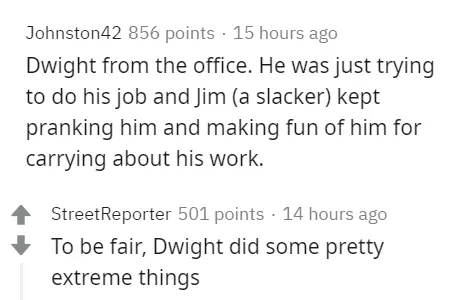 Johnston42 856 points · 15 hours ago
Dwight from the office. He was just trying
to do his job and Jim (a slacker) kept
pranking him and making fun of him for
carrying about his work.
StreetReporter 501 points · 14 hours ago
To be fair, Dwight did some pretty
extreme things